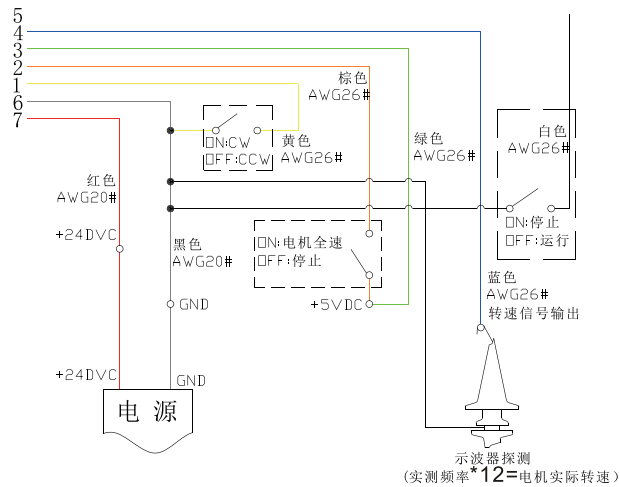 5
4
3
2
1
6
7
棕色
AWG26#
白色
AWG26#
ON:CW
OFF:CCW
黄色
AWG26#
绿色
AWG26#
红色
AWG20#
+24DVC
黑色
AWG20#
ON:电机全速
OFF:停止
ON:停止
OFF:运行
蓝色
AWG26#
转速信号输出
GND
+5VDC
+24DVC
GND
电 源
示波器探测
(实测频率*12=电机实际转速)